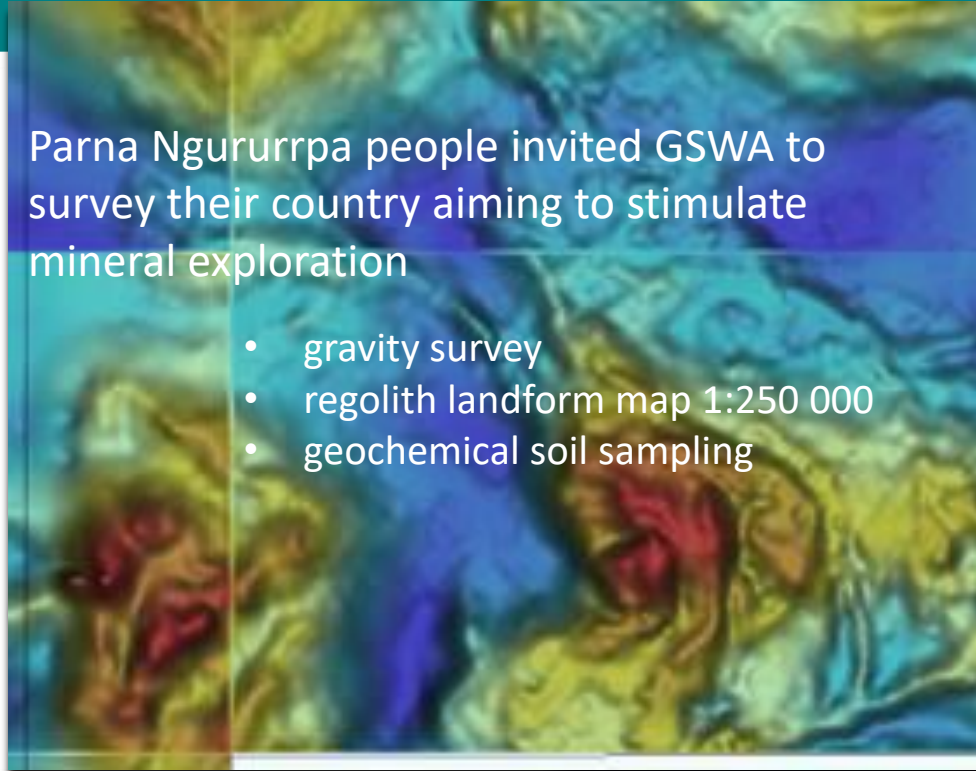 Parna Ngururrpa people invited GSWA to
survey their country aiming to stimulate
mineral exploration
• gravity survey
• regolith landform map 1:250 000
• geochemical soil sampling